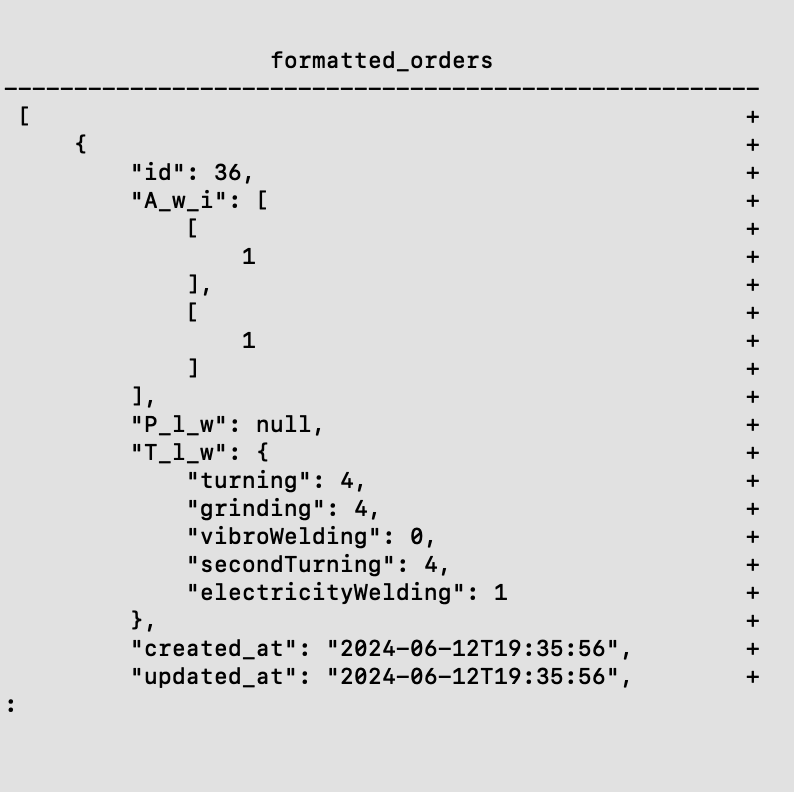 formatted_orders
------------------------------------------------------
[ +
{ +
"id": 36, +
"A_w_i": [ +
[ +
1 +
], +
[ +
1 +
] +
], +
"P_l_w": null, +
"T_l_w": { +
"turning": 4, +
"grinding": 4, +
"vibroWelding": 0, +
"secondTurning": 4, +
"electricityWelding": 1 +
}, +
"created_at": "2024-06-12T19:35:56", +
"updated_at": "2024-06-12T19:35:56", +
: